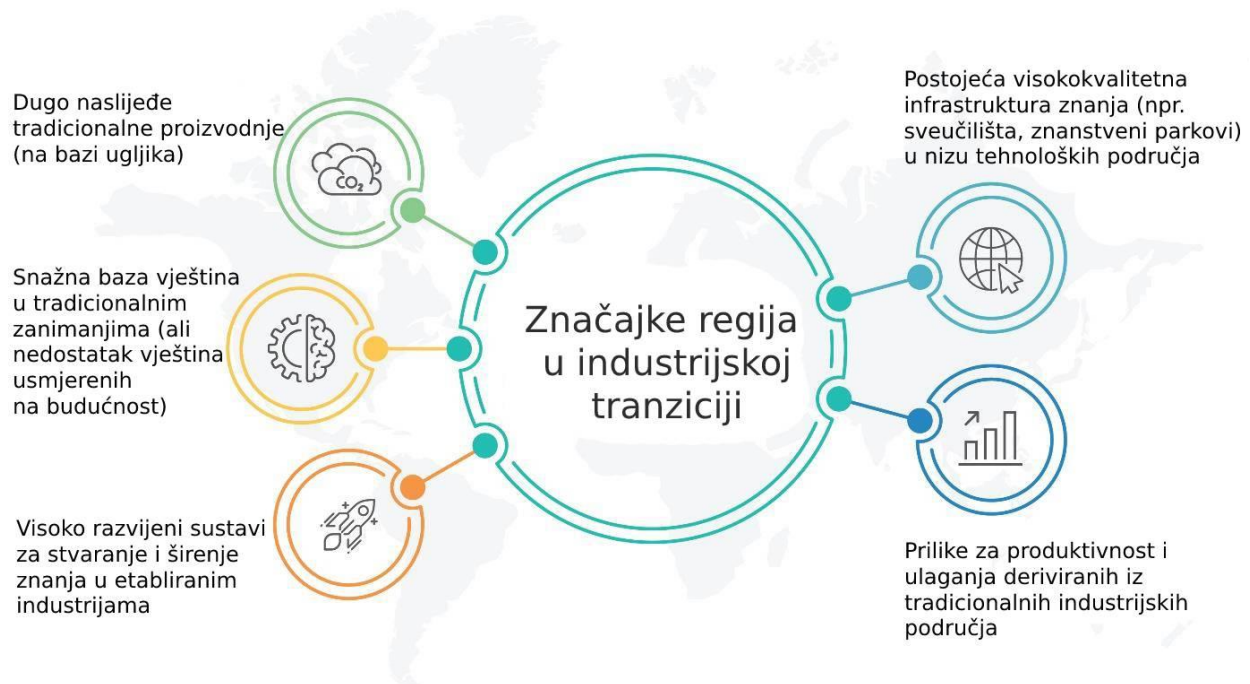 Dugo naslijeđe
tradicionalne proizvodnje
(na bazi ugljika)
CO₂
Snažna baza vještina
u tradicionalnim
zanimanjima (ali
nedostatak vještina
usmjerenih
na budućnost)
Visoko razvijeni sustavi
za stvaranje i širenje
znanja u etabliranim
industrijama
Značajke regija
u industrijskoj
tranziciji
Postojeća visokokvalitetna
infrastruktura znanja (npr.
sveučilišta, znanstveni parkovi)
u nizu tehnoloških područja
Prilike za produktivnost i
ulaganja deriviranih iz
tradicionalnih industrijskih
područja